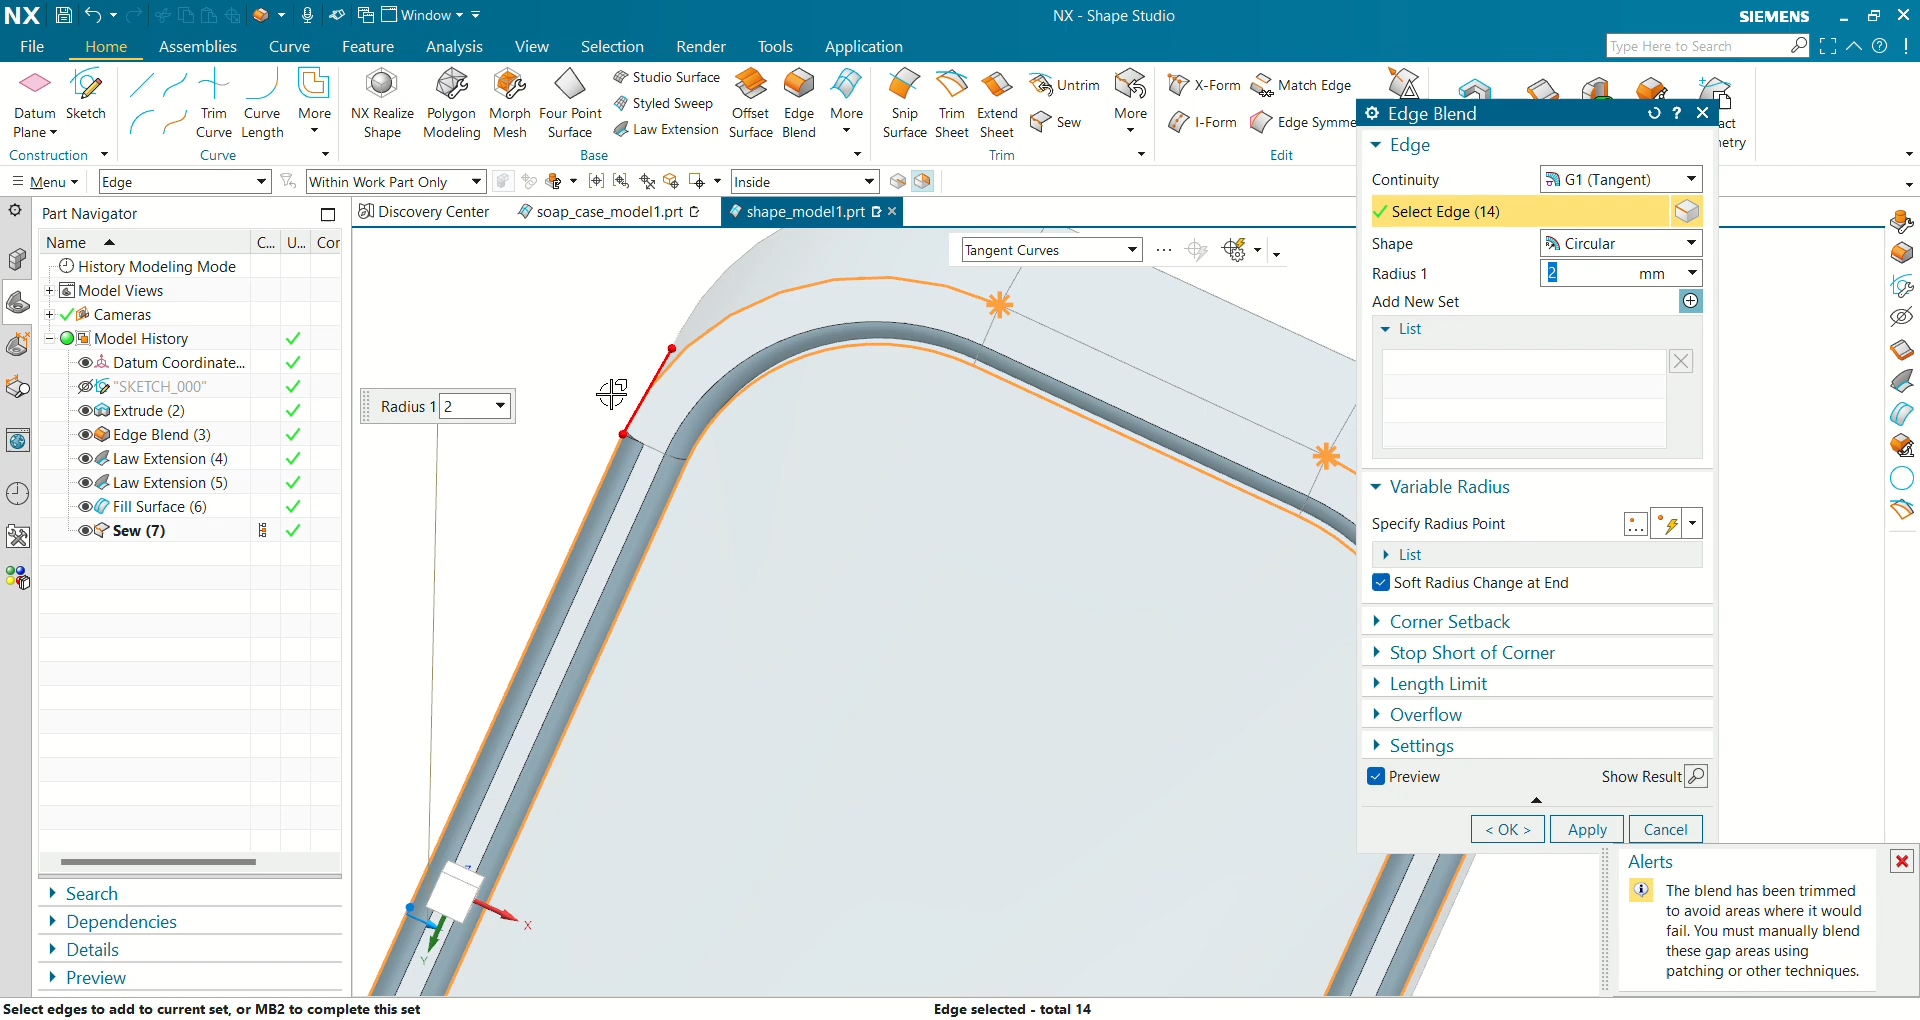 NX
Window
NX - Shape Studio
SIEMENS
File
Home
Assemblies
Curve
Feature
Analysis
View
Selection
Render
Tools
Application
Type Here to Search
Datum Plane
Sketch
Trim Curve
Curve Length
More
NX Realize Shape
Polygon Modeling
Morph Mesh
Four Point Surface
Studio Surface
Styled Sweep
Law Extension
Offset Surface
Edge Blend
More
Snip Surface
Trim Sheet
Extend Sheet
Untrim
Sew
More
X-Form
I-Form
Match Edge
Edge Symme
Construction
Curve
Base
Trim
Edit
Menu
Edge
Within Work Part Only
Inside
Part Navigator
Name
C...
U...
Cor
History Modeling Mode
Model Views
Cameras
Model History
Datum Coordinate...
"SKETCH_000"
Extrude (2)
Edge Blend (3)
Law Extension (4)
Law Extension (5)
Fill Surface (6)
Sew (7)
Search
Dependencies
Details
Preview
Discovery Center
soap_case_model1.prt
shape_model1.prt
Tangent Curves
Radius 1
2
X
Y
Edge Blend
Edge
Continuity
G1 (Tangent)
Select Edge (14)
Shape
Circular
Radius 1
2
mm
Add New Set
List
Variable Radius
Specify Radius Point
List
Soft Radius Change at End
Corner Setback
Stop Short of Corner
Length Limit
Overflow
Settings
Preview
Show Result
< OK >
Apply
Cancel
Alerts
The blend has been trimmed
to avoid areas where it would
fail. You must manually blend
these gap areas using
patching or other techniques.
Select edges to add to current set, or MB2 to complete this set
Edge selected - total 14